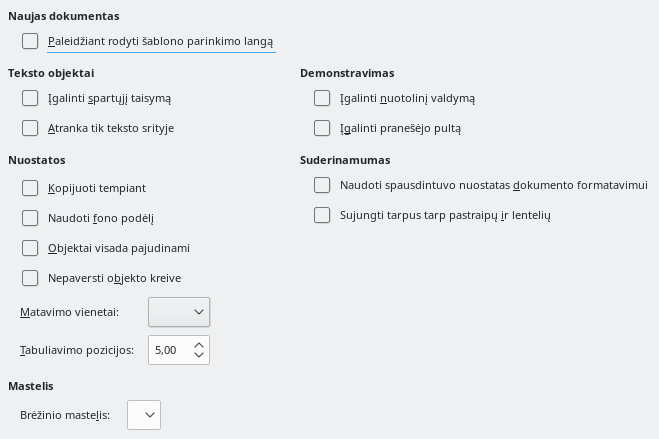 Naujas dokumentas
Paleidžiant rodyti šablono parinkimo langą
Teksto objektai
Įgalinti spartųjį taisymą
Atranka tik teksto srityje
Demonstravimas
Įgalinti nuotolinį valdymą
Įgalinti pranešėjo pultą
Nuostatos
Kopijuoti tempiant
Naudoti fono podėlį
Objektai visada pajudinami
Nepaversti objekto kreive
Matavimo vienetai:
Tabuliavimo pozicijos: 5,00
Suderinamumas
Naudoti spausdintuvo nuostatas dokumento formatavimui
Sujungti tarpus tarp pastraipų ir lentelių
Mastelis
Brėžinio mastelis: